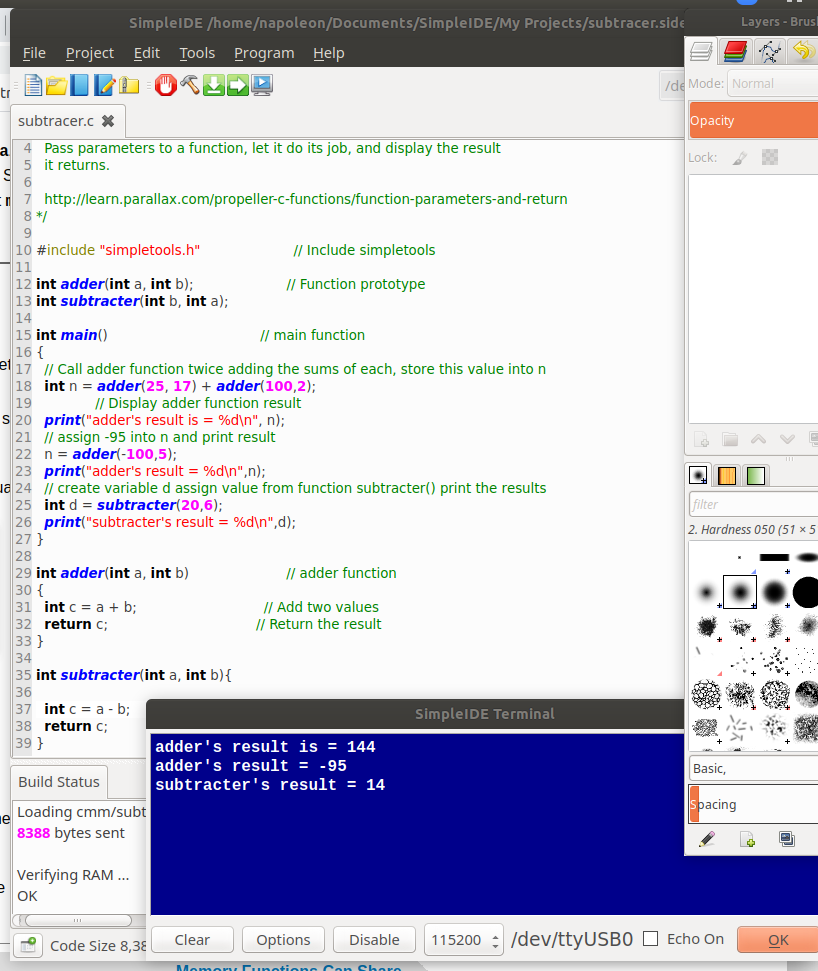 SimpleIDE /home/napoleon/Documents/SimpleIDE/My Projects/subtracer.side
File Project Edit Tools Program Help
/de
subtracer.c
4 Pass parameters to a function, let it do its job, and display the result
5 it returns.
6
7 http://learn.parallax.com/propeller-c-functions/function-parameters-and-return
8 */
9
10 #include "simpletools.h" // Include simpletools
11
12 int adder(int a, int b); // Function prototype
13 int subtracter(int b, int a);
14
15 int main() // main function
16 {
17 // Call adder function twice adding the sums of each, store this value into n
18 int n = adder(25, 17) + adder(100,2);
19 // Display adder function result
20 print("adder's result is = %d\n", n);
21 // assign -95 into n and print result
22 n = adder(-100,5);
23 print("adder's result = %d\n",n);
24 // create variable d assign value from function subtracter() print the results
25 int d = subtracter(20,6);
26 print("subtracter's result = %d\n",d);
27 }
28
29 int adder(int a, int b) // adder function
30 {
31 int c = a + b; // Add two values
32 return c; // Return the result
33 }
34
35 int subtracter(int a, int b){
36
37 int c = a - b;
38 return c;
39 }
Build Status
Loading cmm/subt
8388 bytes sent
Verifying RAM ...
OK
Code Size 8,38
SimpleIDE Terminal
adder's result is = 144
adder's result = -95
subtracter's result = 14
Clear Options Disable 115200 /dev/ttyUSB0 Echo On OK
Layers - Brush
Mode: Normal
Opacity
Lock:
filter
2. Hardness 050 (51 × 5
Basic,
Spacing
Memory Functions Can Share